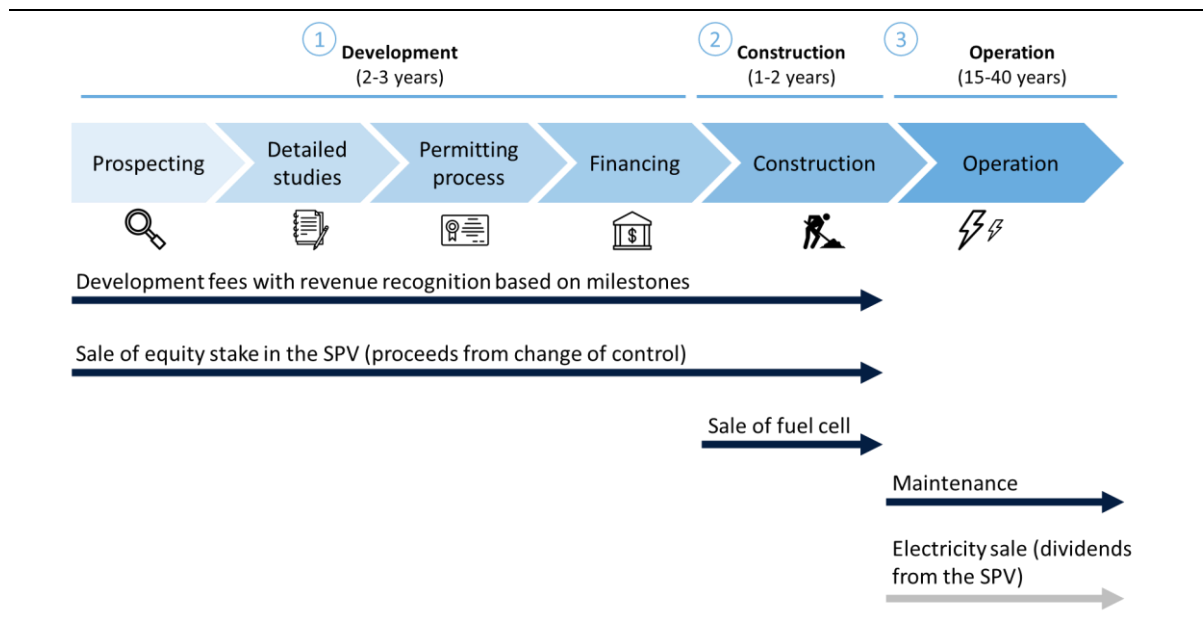 1
Development
(2-3 years)
2
Construction
(1-2 years)
3
Operation
(15-40 years)
Prospecting
Detailed
studies
Permitting
process
Financing
Construction
Operation
$
Development fees with revenue recognition based on milestones
Sale of equity stake in the SPV (proceeds from change of control)
Sale of fuel cell
Maintenance
Electricity sale (dividends
from the SPV)